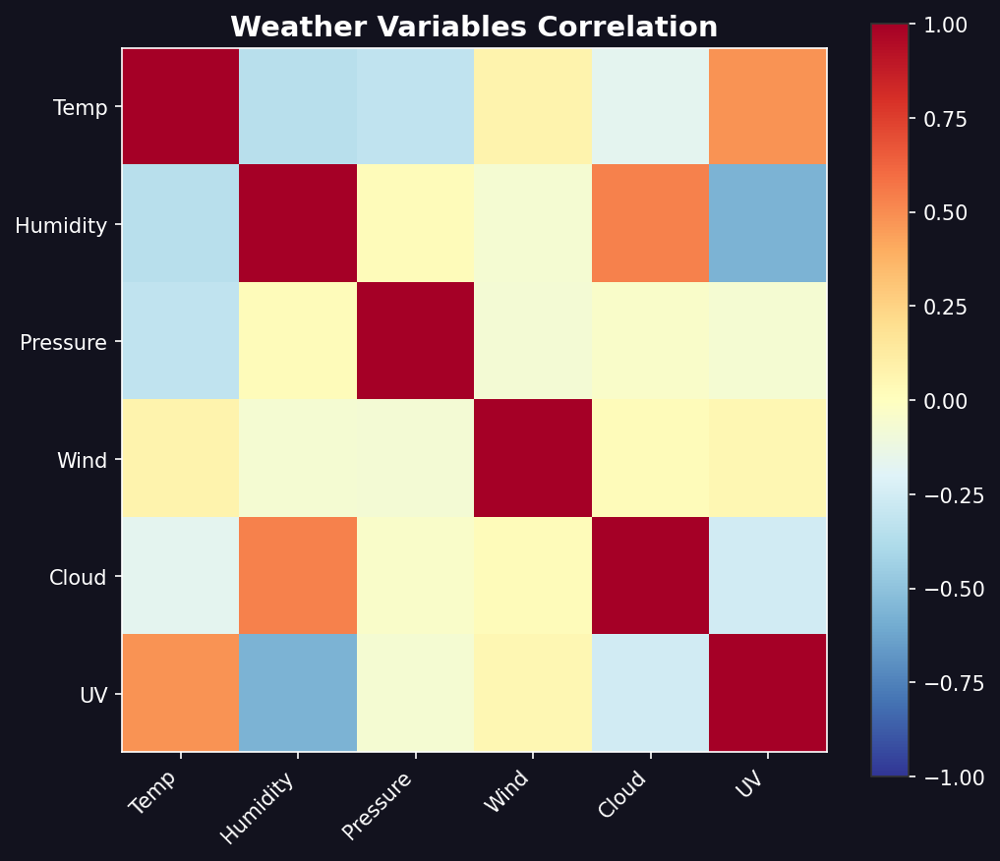 Weather Variables Correlation
Temp
Humidity
Pressure
Wind
Cloud
UV
Temp
Humidity
Pressure
Wind
Cloud
UV
1.00
0.75
0.50
0.25
0.00
−0.25
−0.50
−0.75
−1.00